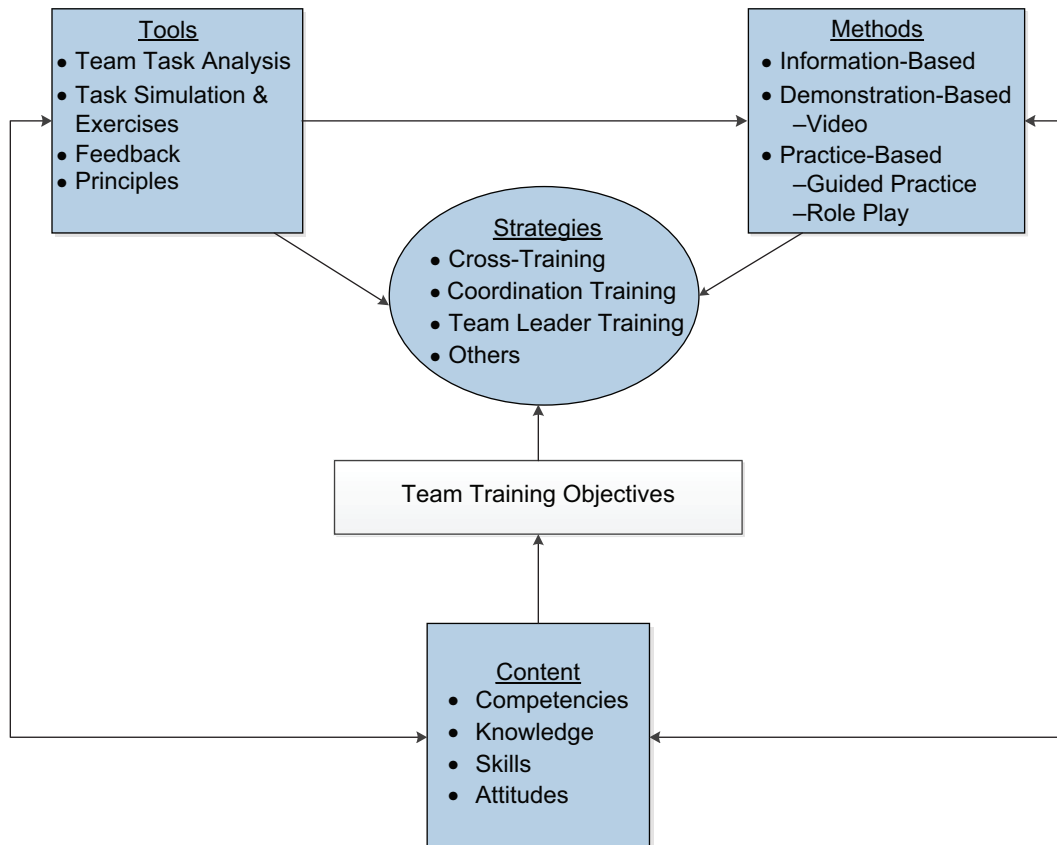 Tools
• Team Task Analysis
• Task Simulation &
Exercises
• Feedback
• Principles
Methods
• Information-Based
• Demonstration-Based
–Video
• Practice-Based
–Guided Practice
–Role Play
Strategies
• Cross-Training
• Coordination Training
• Team Leader Training
• Others
Team Training Objectives
Content
• Competencies
• Knowledge
• Skills
• Attitudes